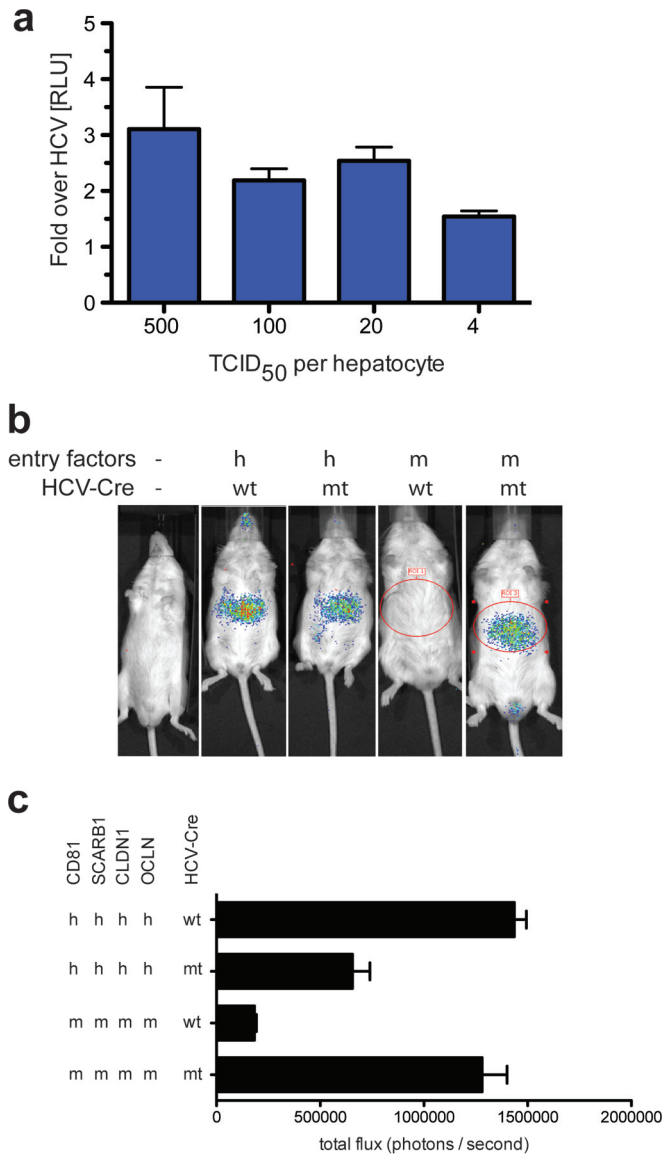 a
Fold over HCV [RLU]
5
4
3
2
1
0
500 100 20 4
TCID50 per hepatocyte
b
entry factors - h h m m
HCV-Cre - wt mt wt mt
ROI 1
c
CD81 SCARB1 CLDN1 OCLN HCV-Cre
h h h h wt
h h h h mt
m m m m wt
m m m m mt
0 500000 1000000 1500000 2000000
total flux (photons / second)